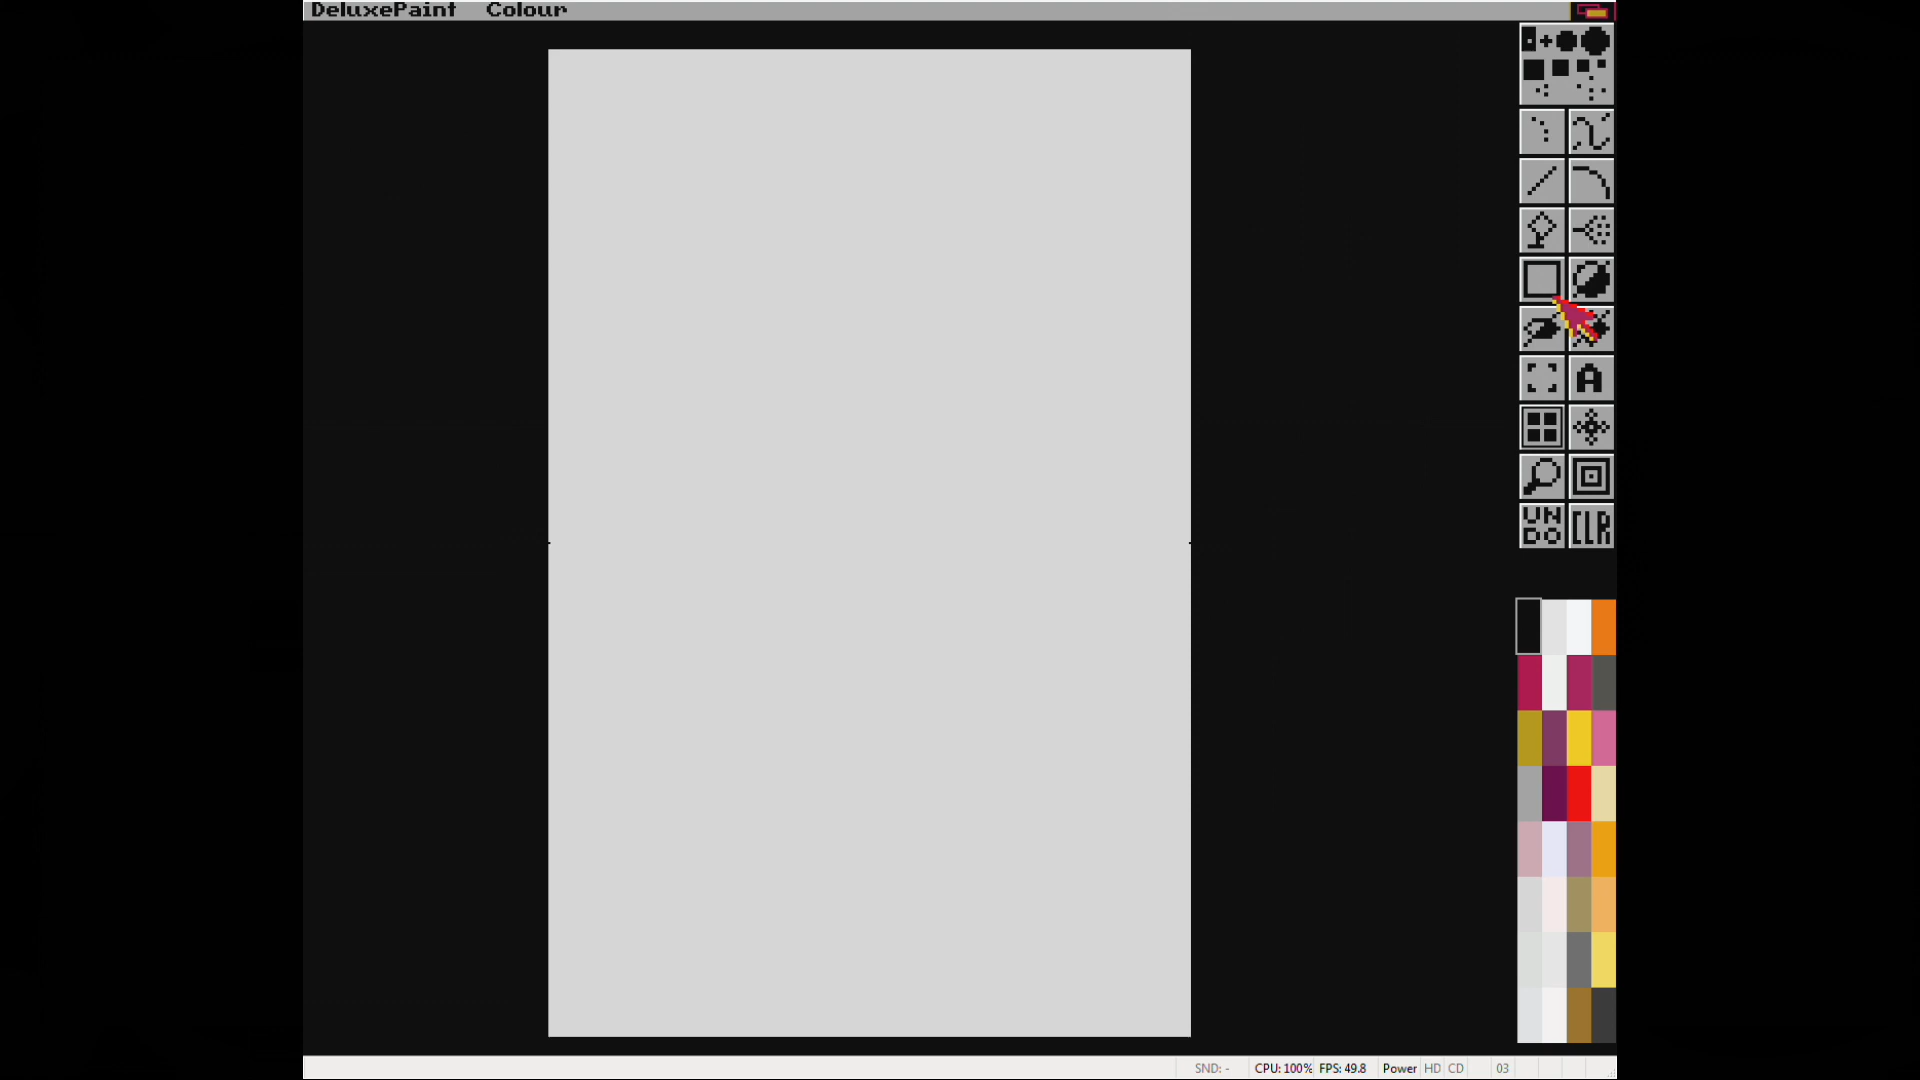 DeluxePaint Colour
A
UN
DO
CLR
SND: - CPU: 100% FPS: 49.8 Power HD CD 03